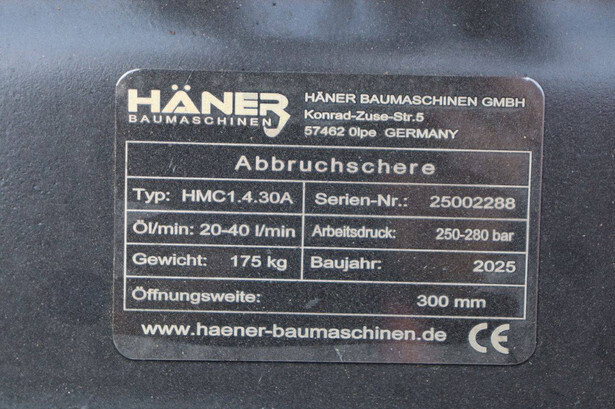 HÄNER
BAUMASCHINEN
HÄNER BAUMASCHINEN GMBH
Konrad-Zuse-Str.5
57462 Olpe GERMANY
Abbruchschere
Typ: HMC1.4.30A
Serien-Nr.: 25002288
Öl/min: 20-40 l/min
Arbeitsdruck: 250-280 bar
Gewicht: 175 kg
Baujahr: 2025
Öffnungsweite: 300 mm
www.haener-baumaschinen.de
CE